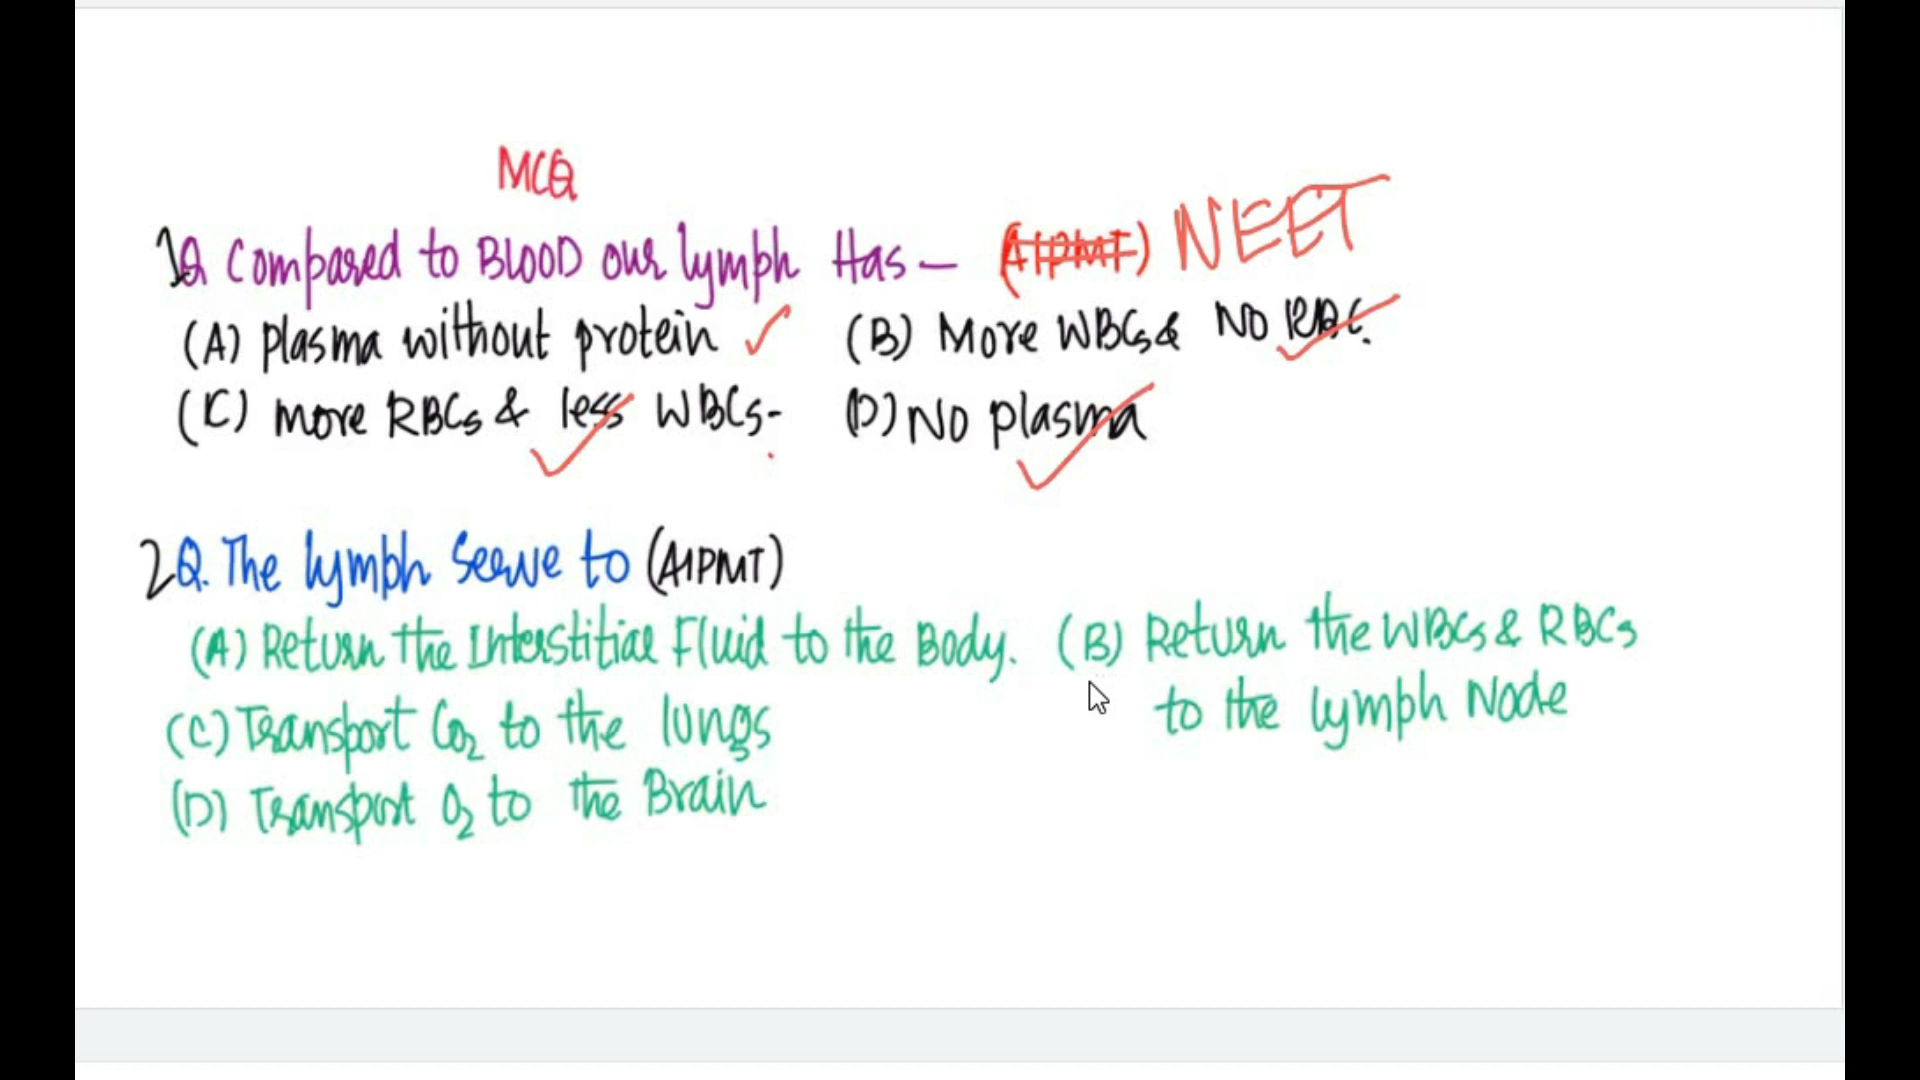 MCQ
1Q Compared to BLOOD our lymph Has — (AIPMT) NEET
(A) Plasma without protein (B) More WBCs & NO RBC.
(C) more RBCs & less WBCs- (D) NO plasma
2Q. The lymph Serve to (AIPMT)
(A) Return the Interstitial Fluid to the Body. (B) Return the WBCs & RBCs
to the lymph Node
(C) Transport CO2 to the lungs
(D) Transport O2 to the Brain